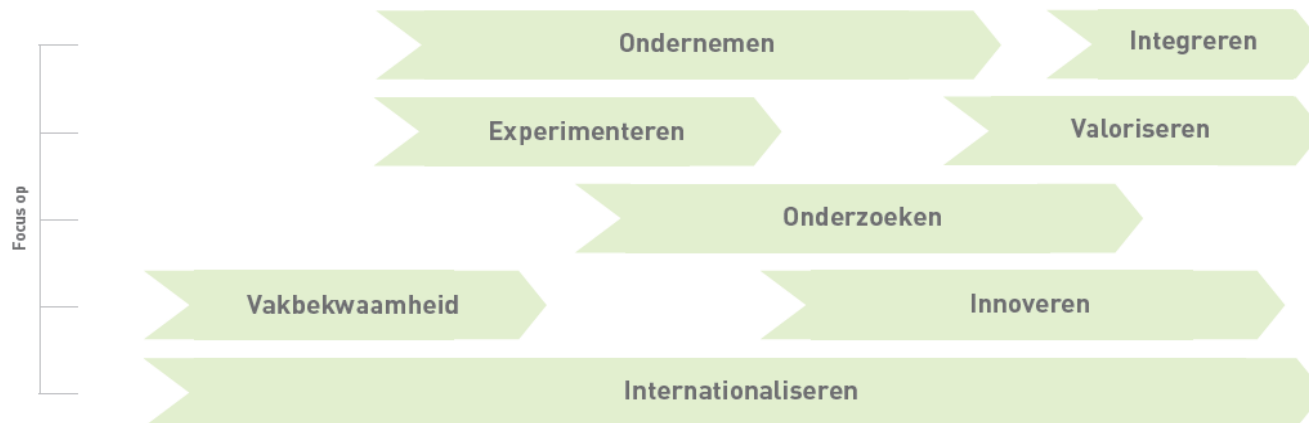 Ondernemen
Integreren
Experimenteren
Valoriseren
Focus op
Onderzoeken
Vakbekwaamheid
Innoveren
Internationaliseren